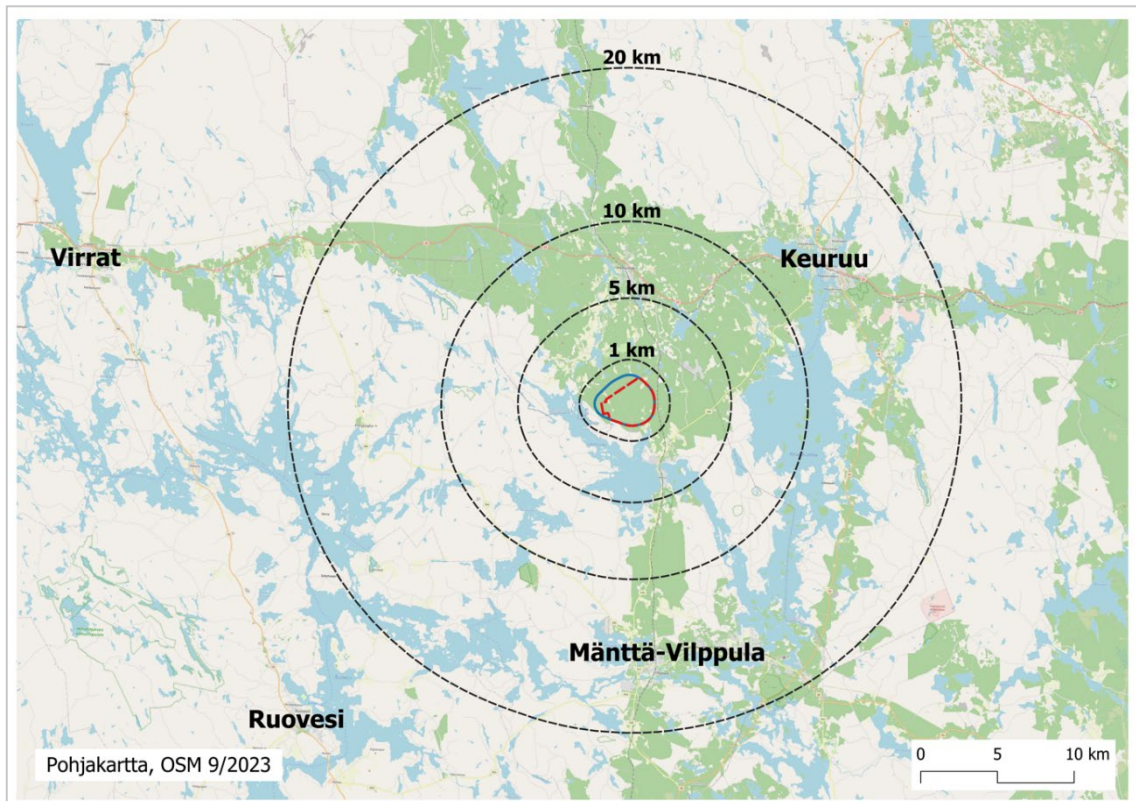 20 km
10 km
Virrat
Keuruu
5 km
1 km
Mänttä-Vilppula
Ruovesi
Pohjakartta, OSM 9/2023
0 5 10 km